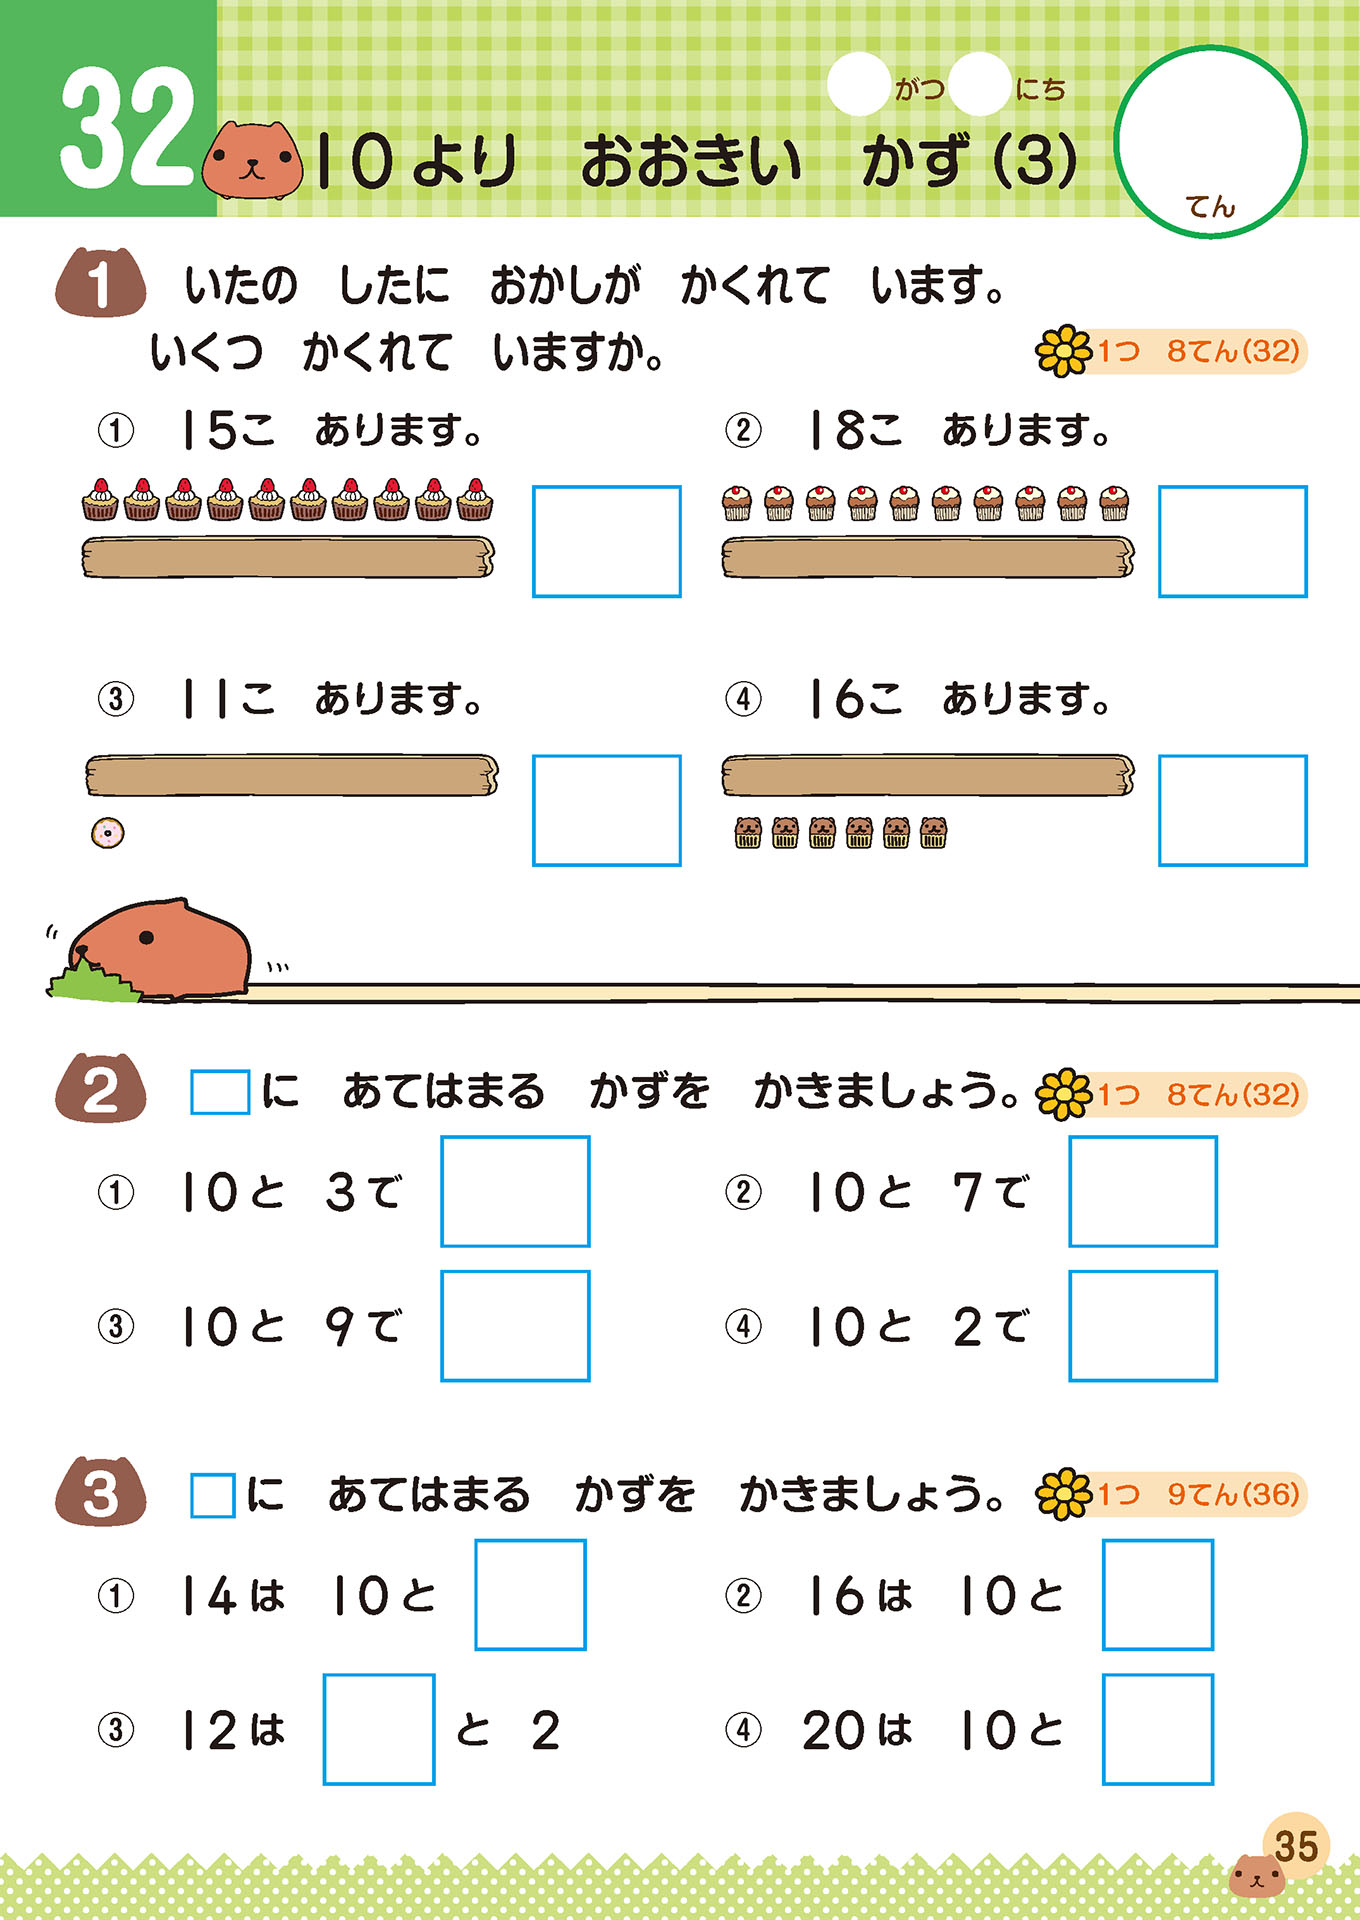 32
がつ にち
10より おおきい かず(3)
てん
1 いたの したに おかしが かくれて います。
いくつ かくれて いますか。
1つ 8てん(32)
① 15こ あります。
② 18こ あります。
③ 11こ あります。
④ 16こ あります。
2 □に あてはまる かずを かきましょう。
1つ 8てん(32)
① 10と 3で
② 10と 7で
③ 10と 9で
④ 10と 2で
3 □に あてはまる かずを かきましょう。
1つ 9てん(36)
① 14は 10と
② 16は 10と
③ 12は □ と 2
④ 20は 10と
35